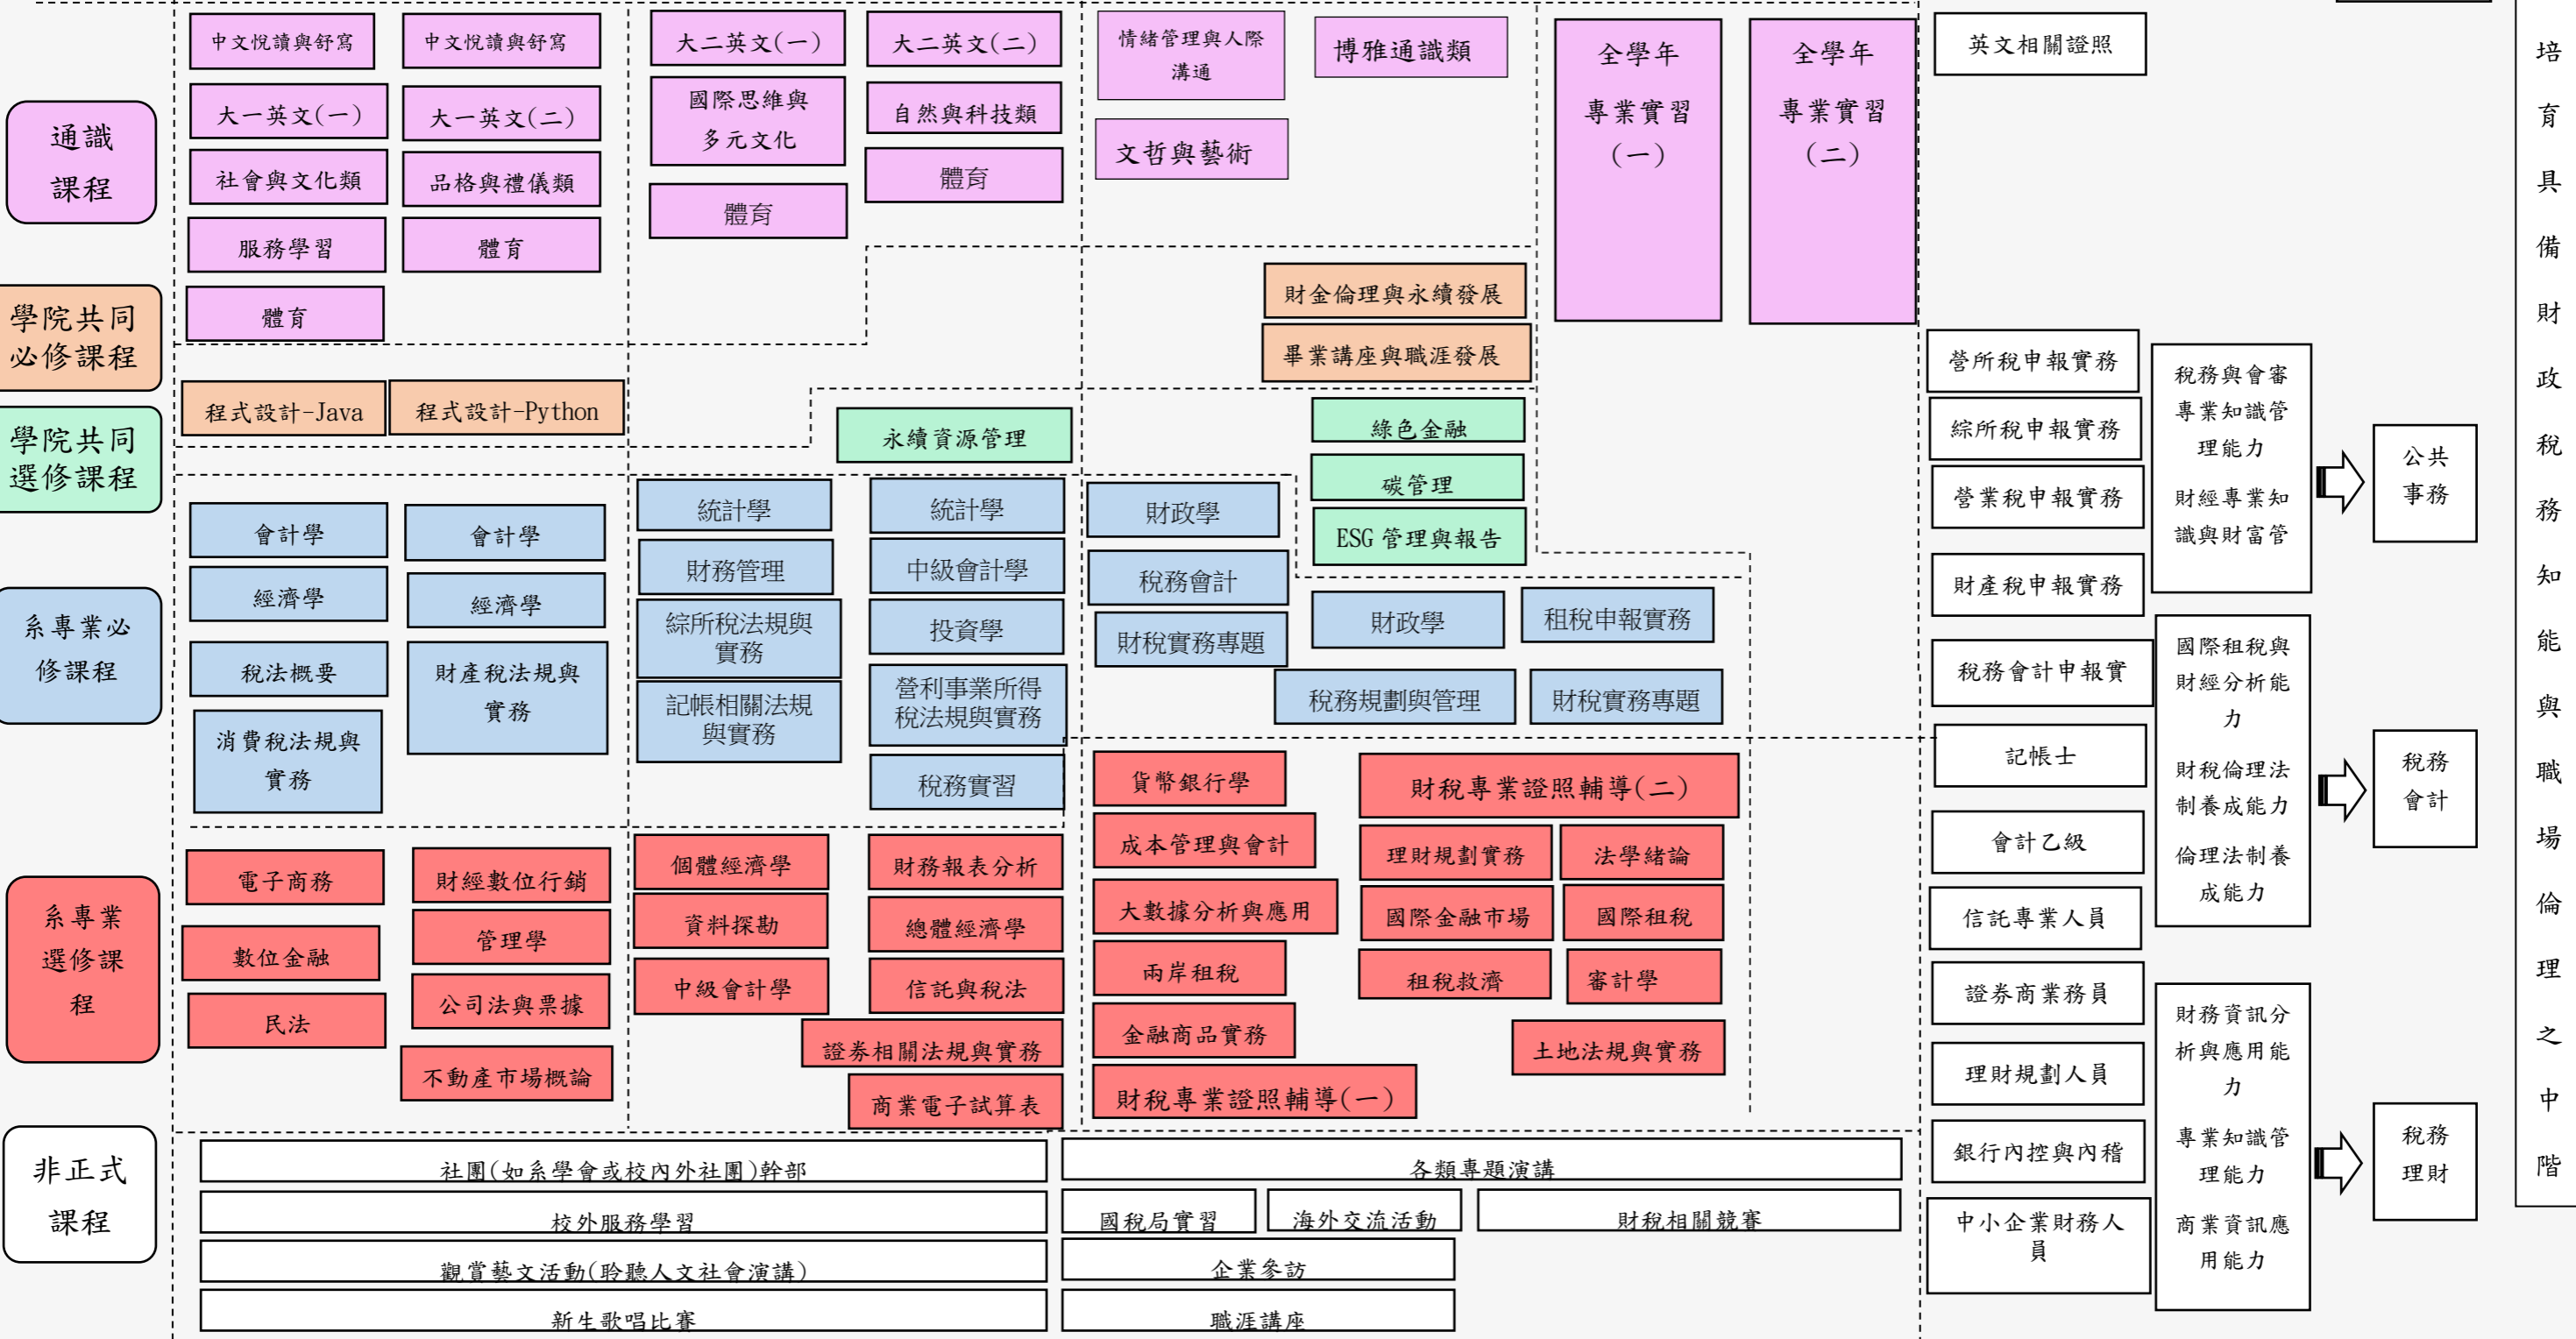 通識
課程
中文悅讀與舒寫
中文悅讀與舒寫
大一英文(一)
大一英文(二)
社會與文化類
品格與禮儀類
服務學習
體育
體育
大二英文(一)
大二英文(二)
國際思維與
多元文化
自然與科技類
體育
體育
情緒管理與人際
溝通
博雅通識類
文哲與藝術
全學年
專業實習
(一)
全學年
專業實習
(二)
英文相關證照
學院共同
必修課程
程式設計-Java
程式設計-Python
財金倫理與永續發展
畢業講座與職涯發展
學院共同
選修課程
永續資源管理
綠色金融
碳管理
ESG 管理與報告
系專業必
修課程
會計學
會計學
經濟學
經濟學
稅法概要
財產稅法規與
實務
消費稅法規與
實務
統計學
統計學
財務管理
中級會計學
綜所稅法規與
實務
投資學
記帳相關法規
與實務
營利事業所得
稅法規與實務
稅務實習
財政學
稅務會計
財稅實務專題
財政學
租稅申報實務
稅務規劃與管理
財稅實務專題
系專業
選修課
程
電子商務
財經數位行銷
數位金融
管理學
民法
公司法與票據
不動產市場概論
個體經濟學
財務報表分析
資料探勘
總體經濟學
中級會計學
信託與稅法
證券相關法規與實務
商業電子試算表
貨幣銀行學
財稅專業證照輔導(二)
成本管理與會計
理財規劃實務
法學緒論
大數據分析與應用
國際金融市場
國際租稅
兩岸租稅
租稅救濟
審計學
金融商品實務
土地法規與實務
財稅專業證照輔導(一)
非正式
課程
社團(如系學會或校內外社團)幹部
各類專題演講
校外服務學習
國稅局實習
海外交流活動
財稅相關競賽
觀賞藝文活動(聆聽人文社會演講)
企業參訪
新生歌唱比賽
職涯講座
營所稅申報實務
綜所稅申報實務
營業稅申報實務
財產稅申報實務
稅務會計申報實
記帳士
會計乙級
信託專業人員
證券商業務員
理財規劃人員
銀行內控與內稽
中小企業財務人
員
稅務與會審
專業知識管
理能力
財經專業知
識與財富管
國際租稅與
財經分析能
力
財稅倫理法
制養成能力
倫理法制養
成能力
財務資訊分
析與應用能
力
專業知識管
理能力
商業資訊應
用能力
公共
事務
稅務
會計
稅務
理財
培育具備財政稅務知能與職場倫理之中階